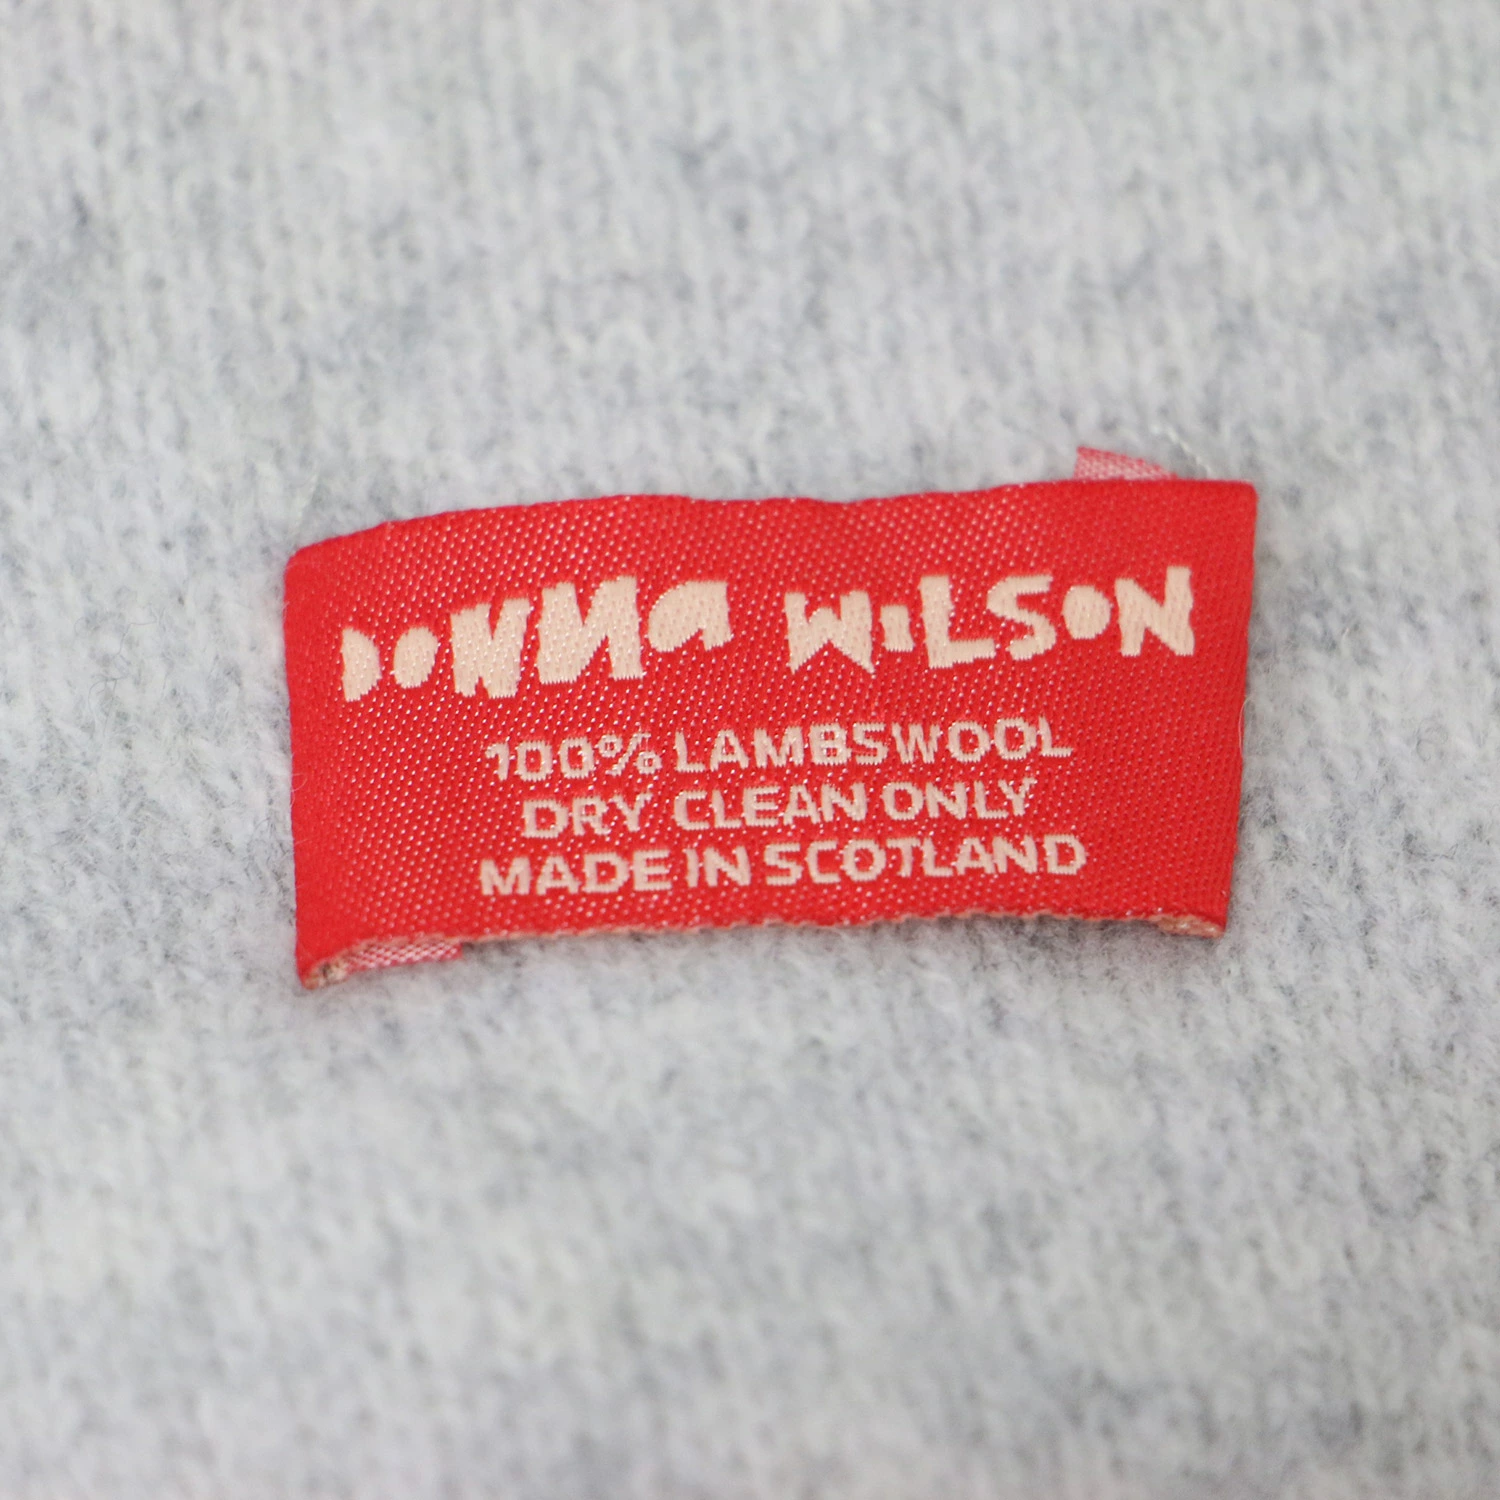 DONNA WILSON
100% LAMBSWOOL
DRY CLEAN ONLY
MADE IN SCOTLAND